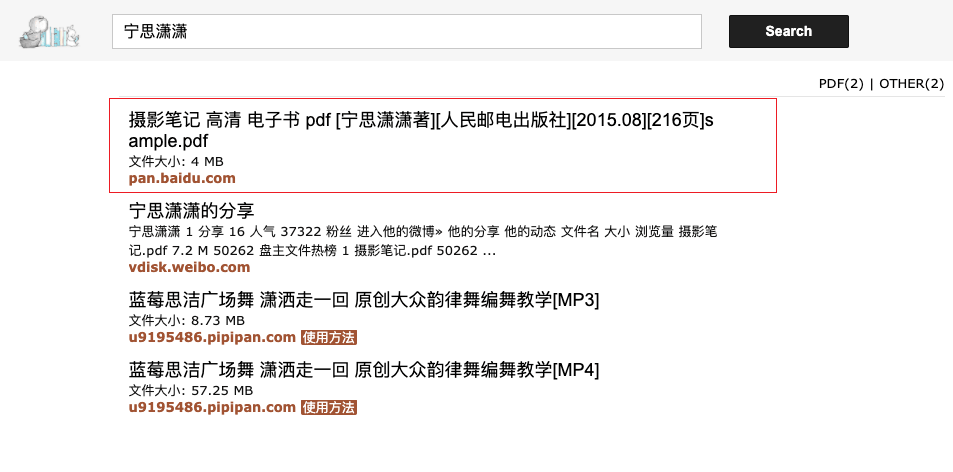 宁思潇潇
Search
PDF(2) | OTHER(2)
摄影笔记 高清 电子书 pdf [宁思潇潇著][人民邮电出版社][2015.08][216页]s
ample.pdf
文件大小: 4 MB
pan.baidu.com
宁思潇潇的分享
宁思潇潇 1 分享 16 人气 37322 粉丝 进入他的微博» 他的分享 他的动态 文件名 大小 浏览量 摄影笔
记.pdf 7.2 M 50262 盘主文件热榜 1 摄影笔记.pdf 50262 ...
vdisk.weibo.com
蓝莓思洁广场舞 潇洒走一回 原创大众韵律舞编舞教学[MP3]
文件大小: 8.73 MB
u9195486.pipipan.com 使用方法
蓝莓思洁广场舞 潇洒走一回 原创大众韵律舞编舞教学[MP4]
文件大小: 57.25 MB
u9195486.pipipan.com 使用方法